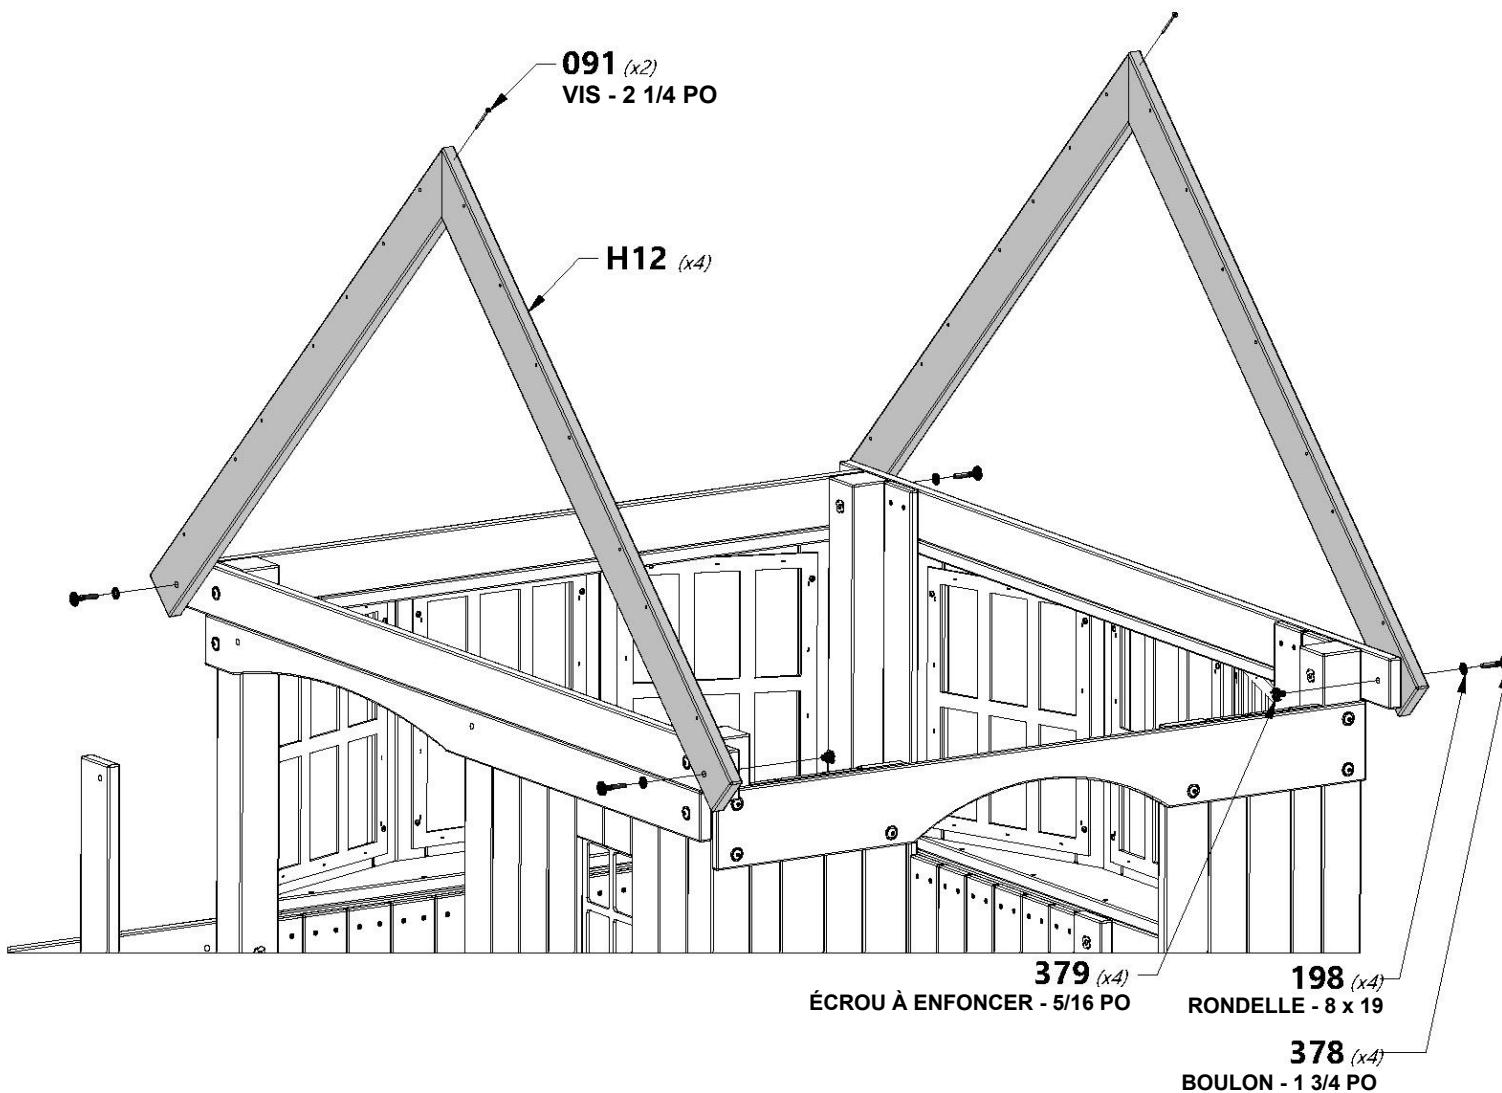 091 (x2)
VIS - 2 1/4 PO
H12 (x4)
379 (x4)
ÉCROU À ENFONCER - 5/16 PO
198 (x4)
RONDELLE - 8 x 19
378 (x4)
BOULON - 1 3/4 PO